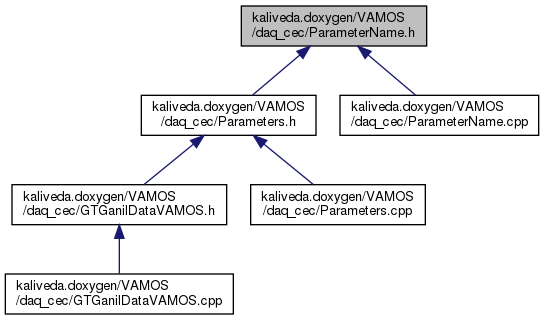 kaliveda.doxygen/VAMOS
/daq_cec/ParameterName.h
kaliveda.doxygen/VAMOS
/daq_cec/Parameters.h
kaliveda.doxygen/VAMOS
/daq_cec/ParameterName.cpp
kaliveda.doxygen/VAMOS
/daq_cec/GTGanilDataVAMOS.h
kaliveda.doxygen/VAMOS
/daq_cec/Parameters.cpp
kaliveda.doxygen/VAMOS
/daq_cec/GTGanilDataVAMOS.cpp